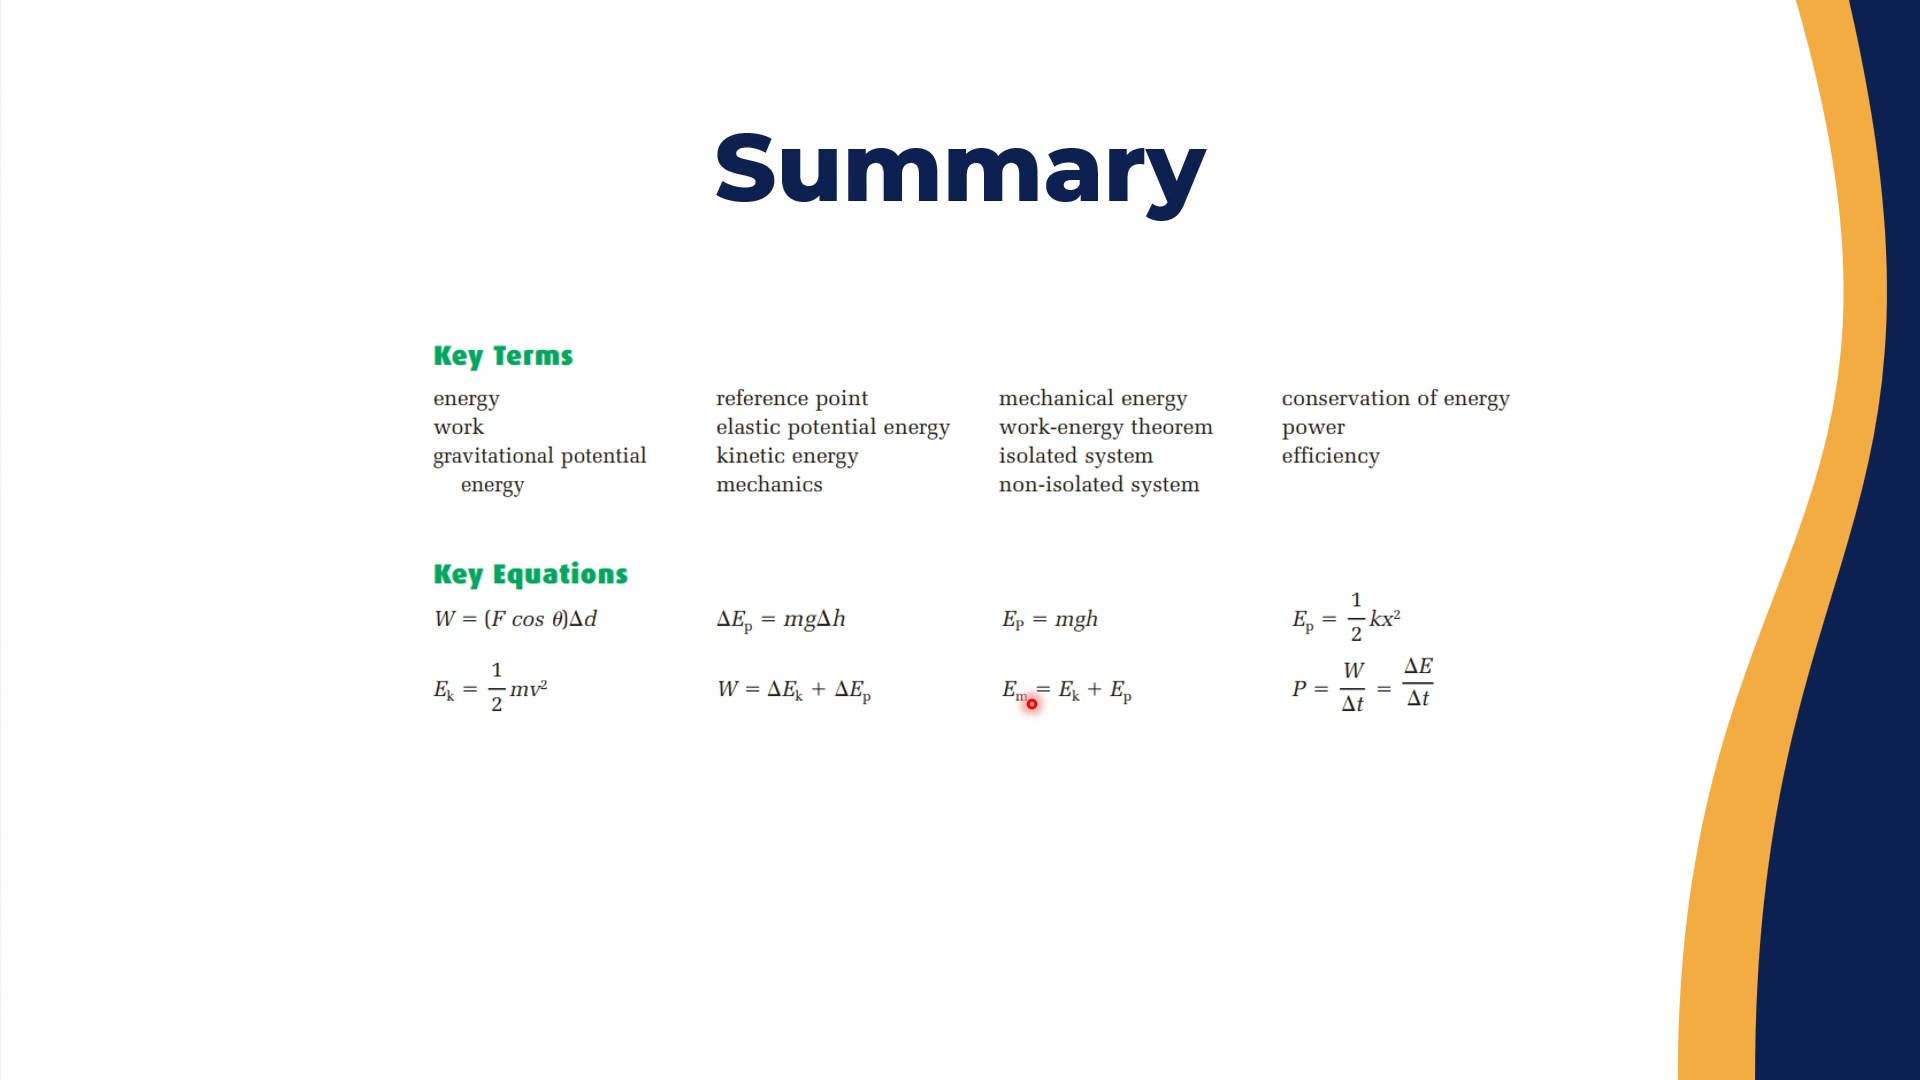 Summary
Key Terms
energy
work
gravitational potential
energy
reference point
elastic potential energy
kinetic energy
mechanics
mechanical energy
work-energy theorem
isolated system
non-isolated system
conservation of energy
power
efficiency
Key Equations
W = (F cos θ)Δd
ΔEₚ = mgΔh
E_P = mgh
Eₚ = 1/2 kx²
Eₖ = 1/2 mv²
W = ΔEₖ + ΔEₚ
Eₘ = Eₖ + Eₚ
P = W/Δt = ΔE/Δt